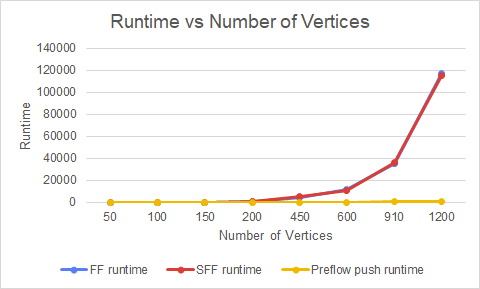 Runtime vs Number of Vertices
140000
120000
100000
80000
60000
40000
20000
0
Runtime
50 100 150 200 450 600 910 1200
Number of Vertices
FF runtime SFF runtime Preflow push runtime